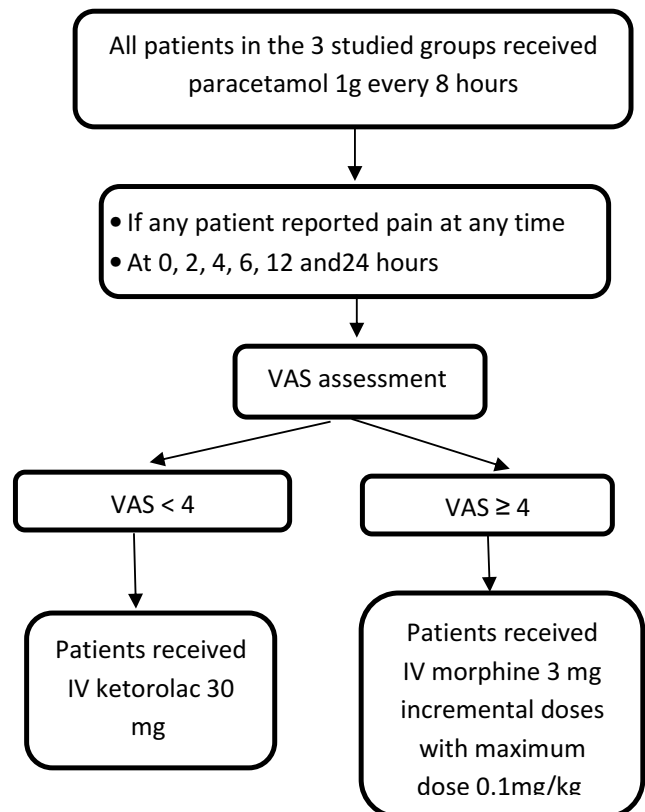 All patients in the 3 studied groups received
paracetamol 1g every 8 hours
• If any patient reported pain at any time
• At 0, 2, 4, 6, 12 and24 hours
VAS assessment
VAS < 4
VAS ≥ 4
Patients received
IV ketorolac 30
mg
Patients received
IV morphine 3 mg
incremental doses
with maximum
dose 0.1mg/kg